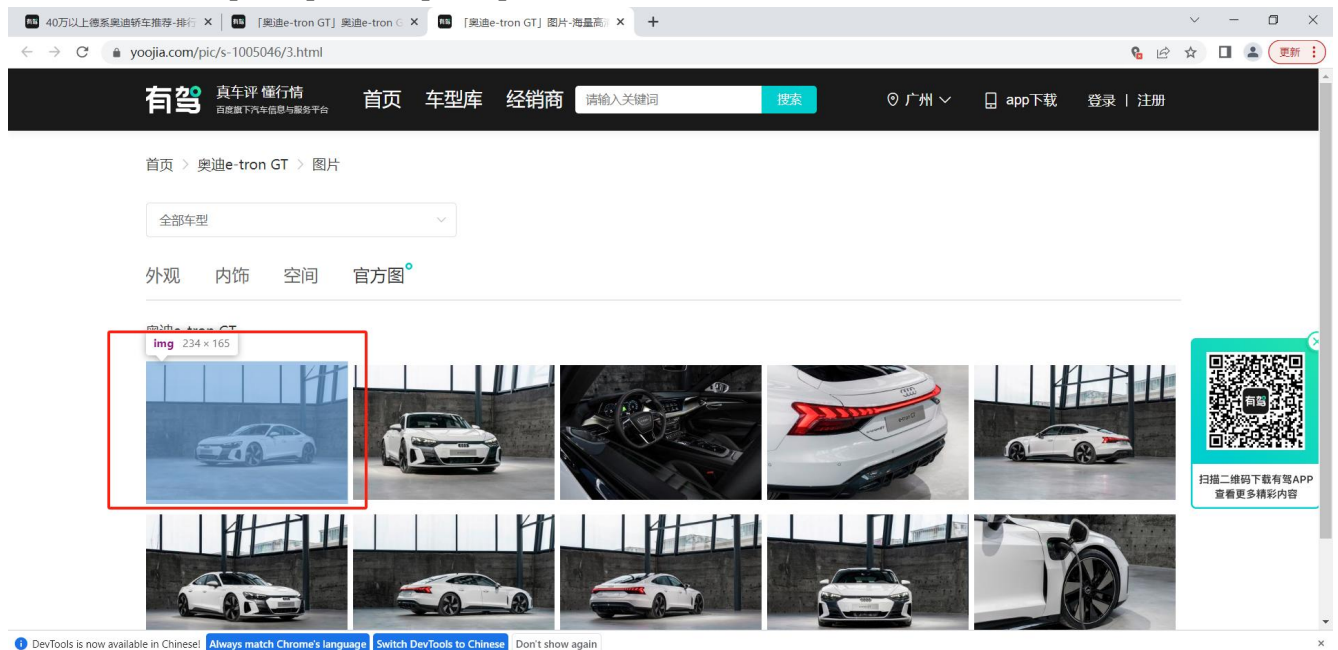 40万以上德系奥迪轿车推荐-排行
「奥迪e-tron GT」奥迪e-tron G
「奥迪e-tron GT」图片-海量高
yoojia.com/pic/s-1005046/3.html
更新
有驾 真车评 懂行情
百度旗下汽车信息与服务平台
首页 车型库 经销商 请输入关键词 搜索 广州 app下载 登录 | 注册
首页 > 奥迪e-tron GT > 图片
全部车型
外观 内饰 空间 官方图
奥迪e-tron GT
img 234 × 165
有驾
扫描二维码下载有驾APP
查看更多精彩内容
DevTools is now available in Chinese! Always match Chrome's language Switch DevTools to Chinese Don't show again